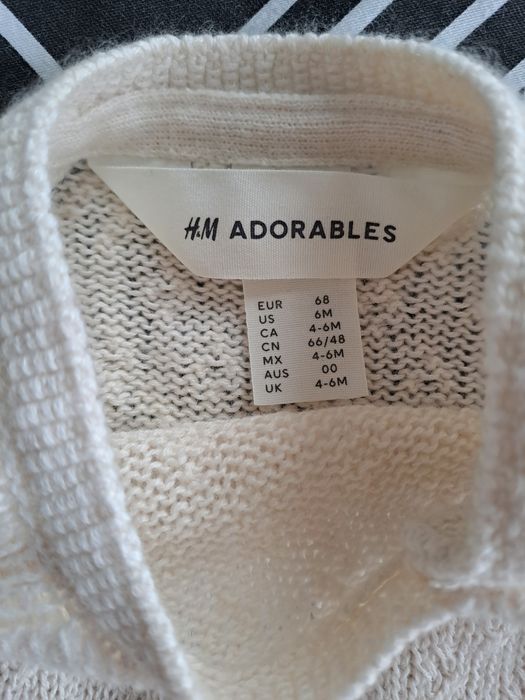 H&M ADORABLES
EUR 68
US 6M
CA 4-6M
CN 66/48
MX 4-6M
AUS 00
UK 4-6M